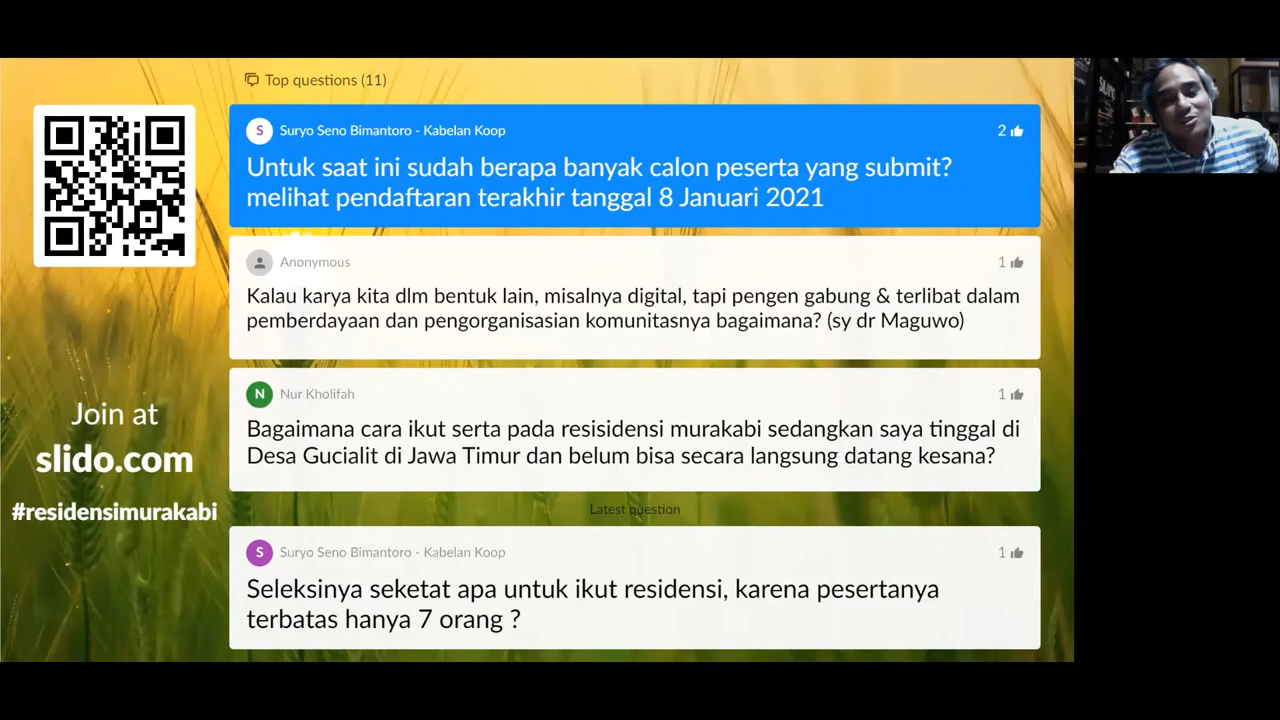 Top questions (11)
S Suryo Seno Bimantoro - Kabelan Koop 2
Untuk saat ini sudah berapa banyak calon peserta yang submit?
melihat pendaftaran terakhir tanggal 8 Januari 2021
Anonymous 1
Kalau karya kita dlm bentuk lain, misalnya digital, tapi pengen gabung & terlibat dalam
pemberdayaan dan pengorganisasian komunitasnya bagaimana? (sy dr Maguwo)
N Nur Kholifah 1
Bagaimana cara ikut serta pada resisidensi murakabi sedangkan saya tinggal di
Desa Gucialit di Jawa Timur dan belum bisa secara langsung datang kesana?
Latest question
S Suryo Seno Bimantoro - Kabelan Koop 1
Seleksinya seketat apa untuk ikut residensi, karena pesertanya
terbatas hanya 7 orang ?
Join at
slido.com
#residensimurakabi